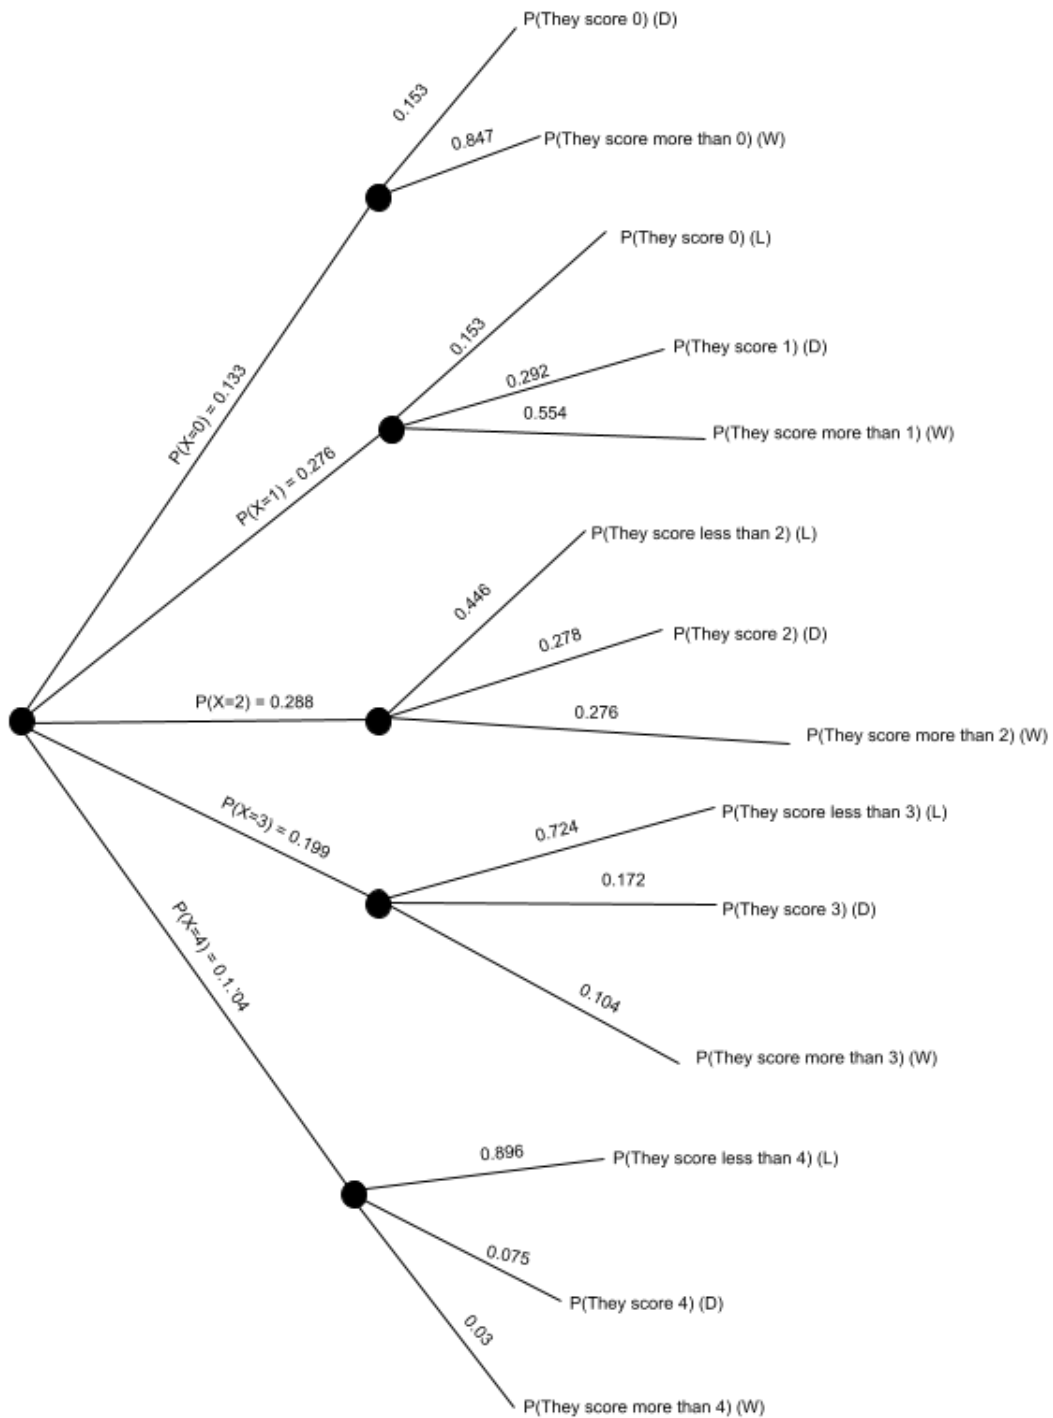 P(They score 0) (D)
0.153
0.847
P(They score more than 0) (W)
P(They score 0) (L)
0.153
P(They score 1) (D)
0.292
P(X=0) = 0.133
0.554
P(They score more than 1) (W)
P(X=1) = 0.276
P(They score less than 2) (L)
0.446
P(They score 2) (D)
0.278
P(X=2) = 0.288
0.276
P(They score more than 2) (W)
P(X=3) = 0.199
P(They score less than 3) (L)
0.724
0.172
P(They score 3) (D)
P(X=4) = 0.1.'04
0.104
P(They score more than 3) (W)
0.896
P(They score less than 4) (L)
0.075
P(They score 4) (D)
0.03
P(They score more than 4) (W)